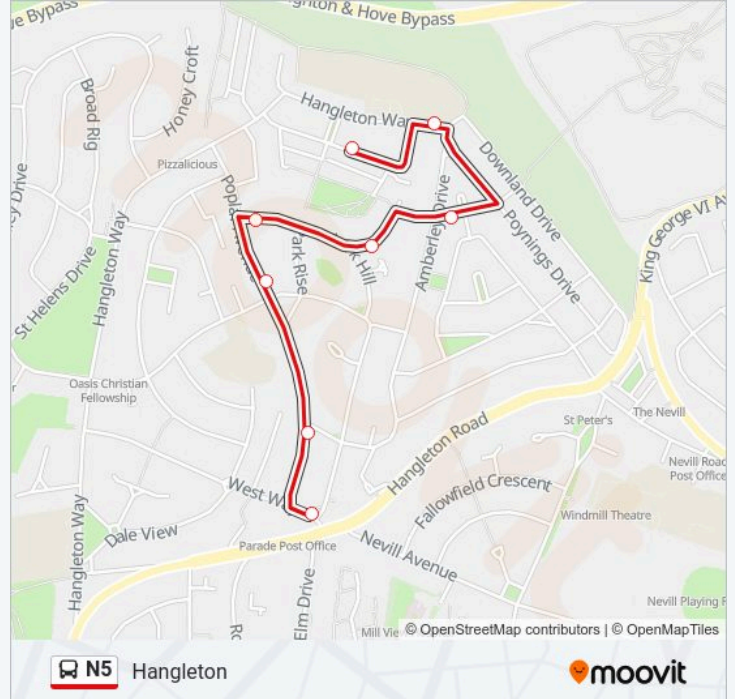 e Bypass
ghton & Hove Bypass
Honey Croft
Broad Rig
Hangleton Way
Pizzalicious
Downland Drive
Amberley Drive
Poynings Drive
King George VI Av
Park Rise
Hill
St Helens Drive
Hangleton Way
Oasis Christian
Fellowship
The Nevill
St Peter's
Hangleton Road
Nevill Road
Post Office
Fallowfield Crescent
West W
Windmill Theatre
Dale View
Hangleton Way
Parade Post Office
Nevill Avenue
Elm Drive
Nevill Playing F
Mill Vie
© OpenStreetMap contributors | © OpenMapTiles
N5 Hangleton
moovit